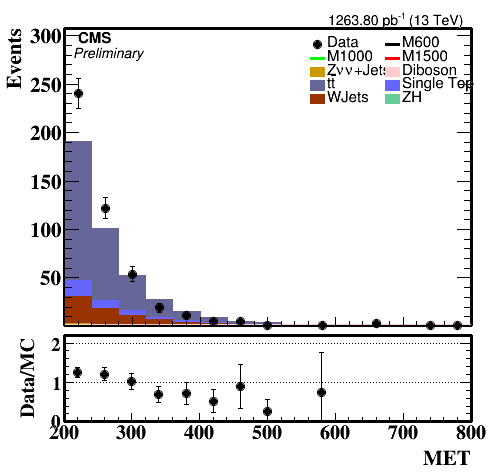 1263.80 pb⁻¹ (13 TeV)
CMS
Preliminary
Data
M600
M1000
M1500
Zνν+Jets
Diboson
tt
Single Top
WJets
ZH
Events
300
250
200
150
100
50
0
Data/MC
2
1
0
200 300 400 500 600 700 800
MET